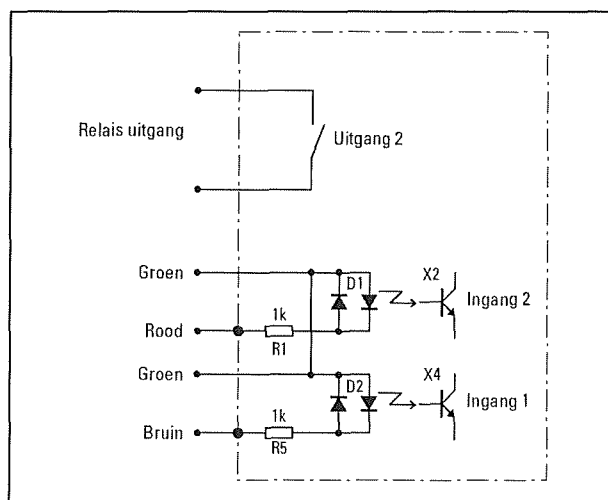 Relais uitgang
Uitgang 2
Groen
D1
X2
Ingang 2
1k
Rood
R1
Groen
D2
X4
Ingang 1
1k
Bruin
R5